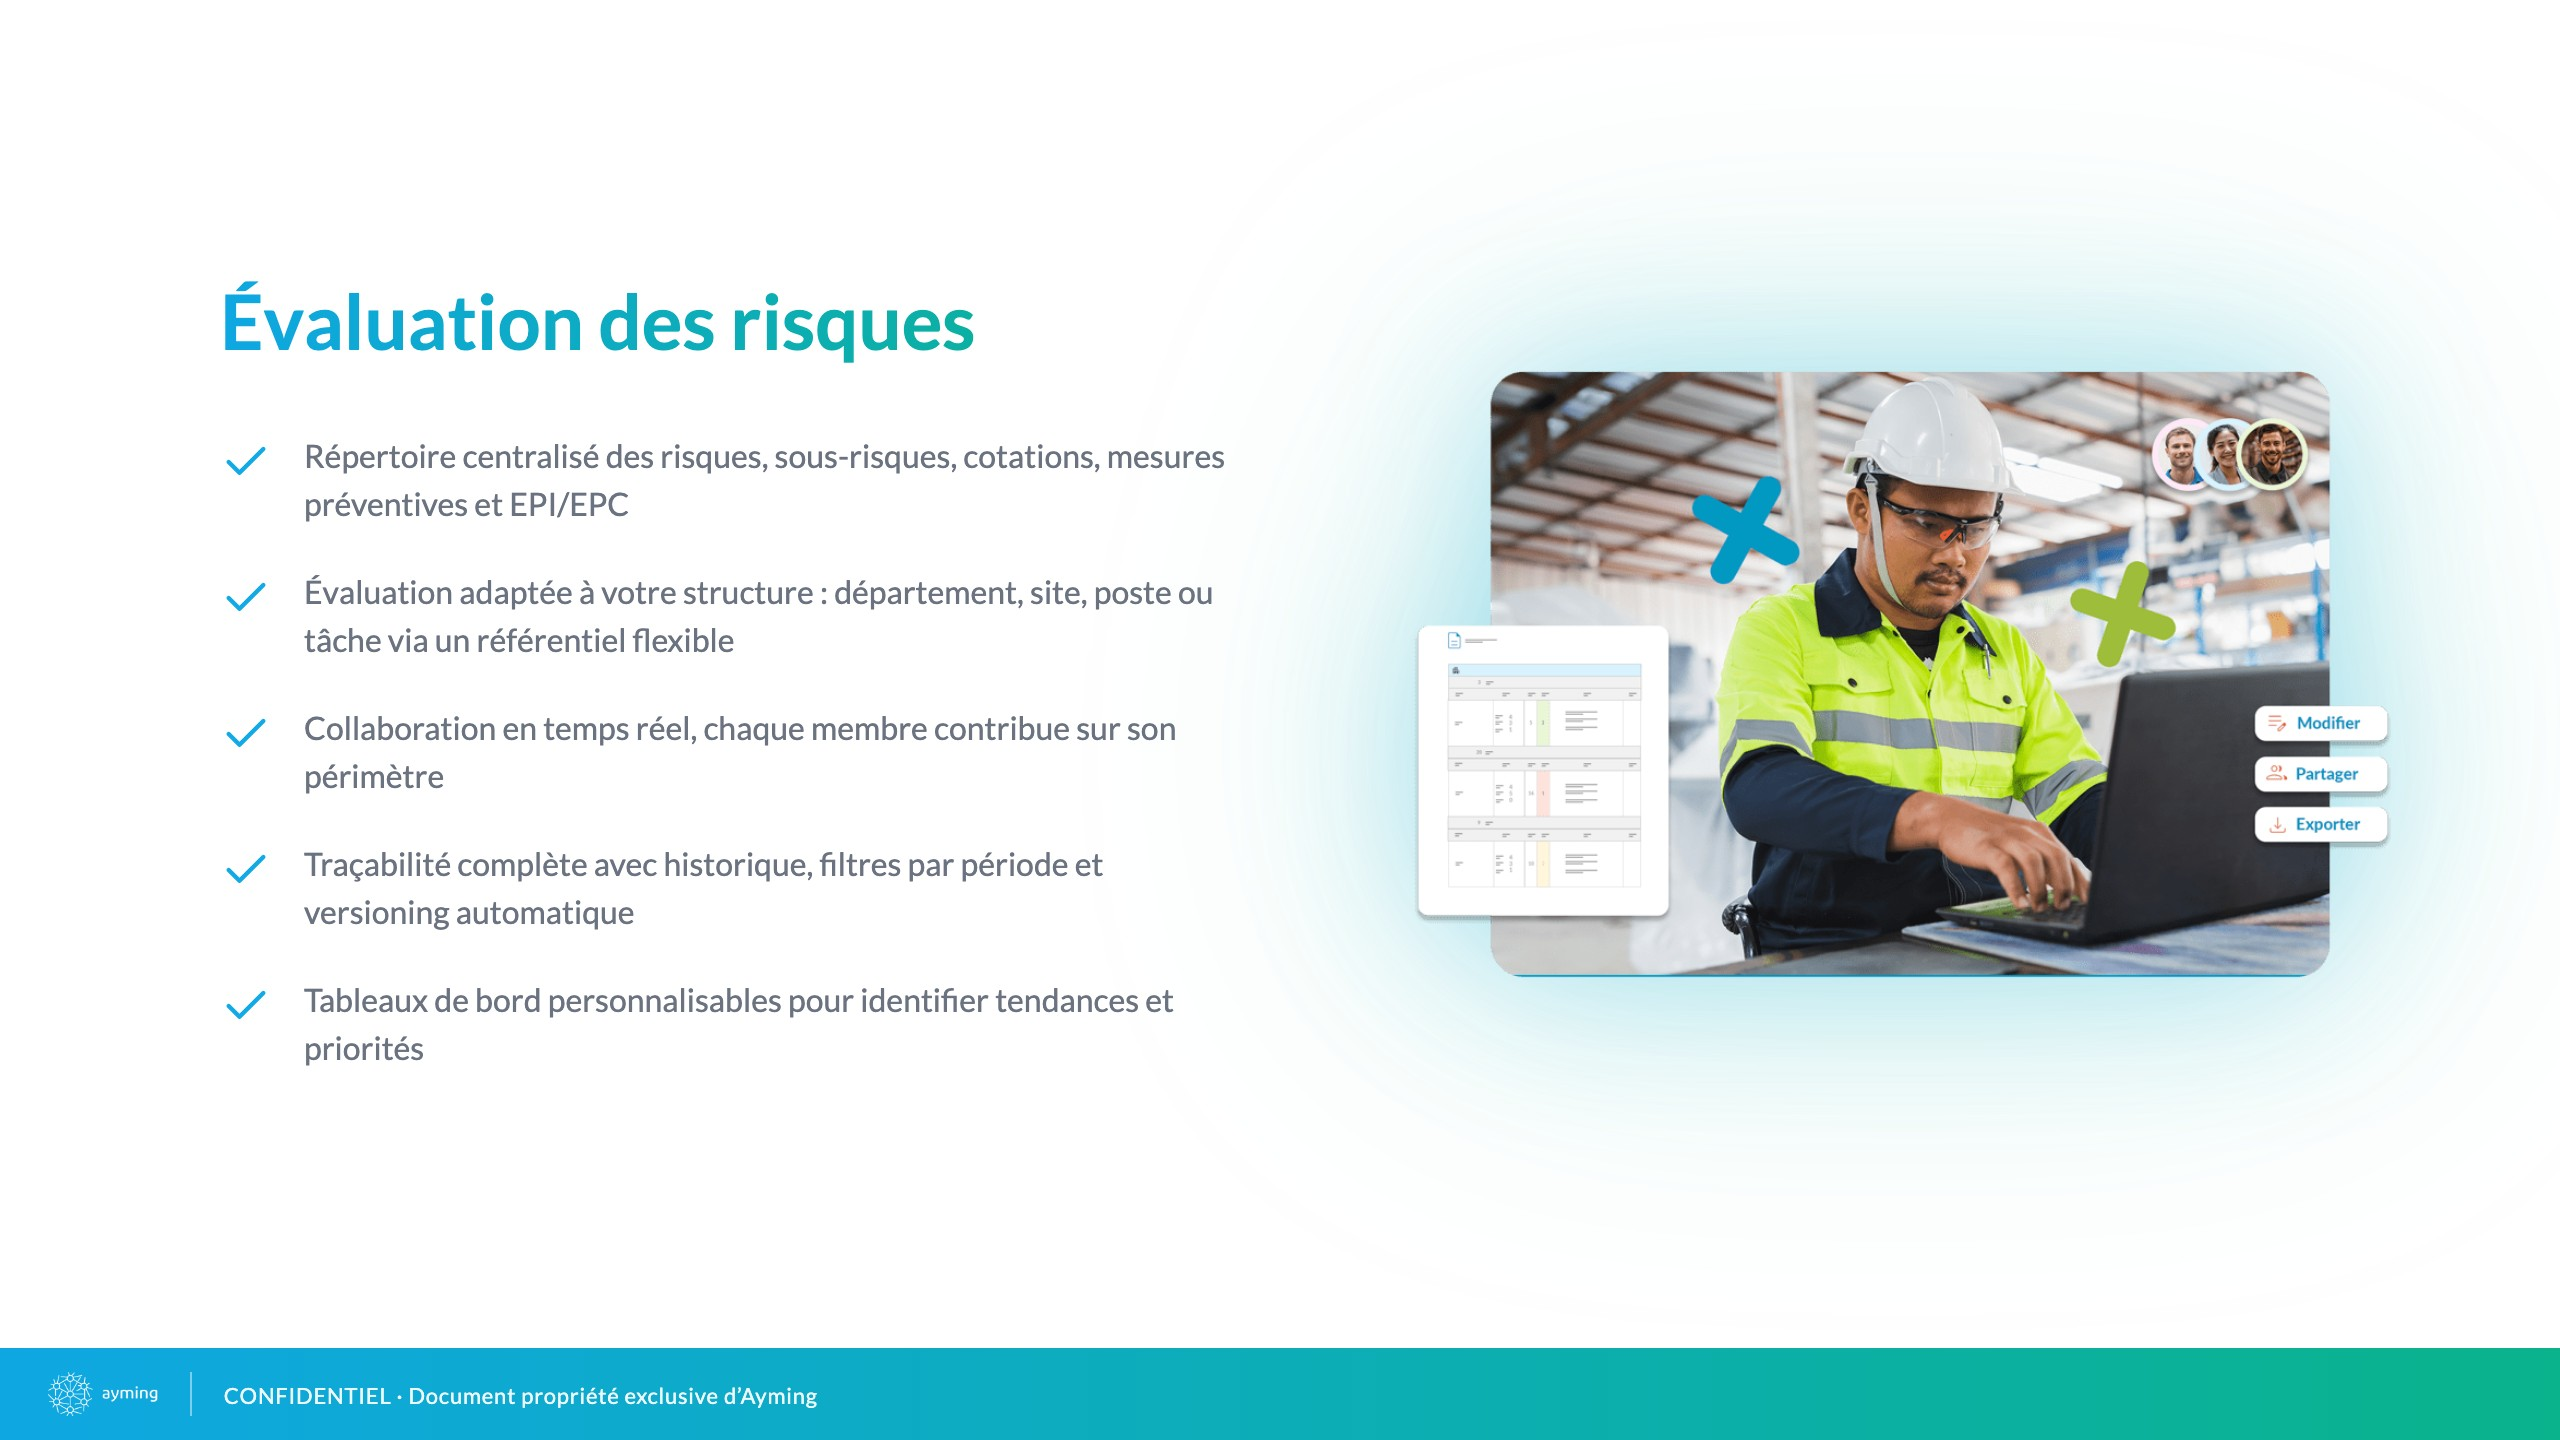 Évaluation des risques
Répertoire centralisé des risques, sous-risques, cotations, mesures
préventives et EPI/EPC
Évaluation adaptée à votre structure : département, site, poste ou
tâche via un référentiel flexible
Collaboration en temps réel, chaque membre contribue sur son
périmètre
Traçabilité complète avec historique, filtres par période et
versioning automatique
Tableaux de bord personnalisables pour identifier tendances et
priorités
Modifier
Partager
Exporter
ayming
CONFIDENTIEL · Document propriété exclusive d’Ayming